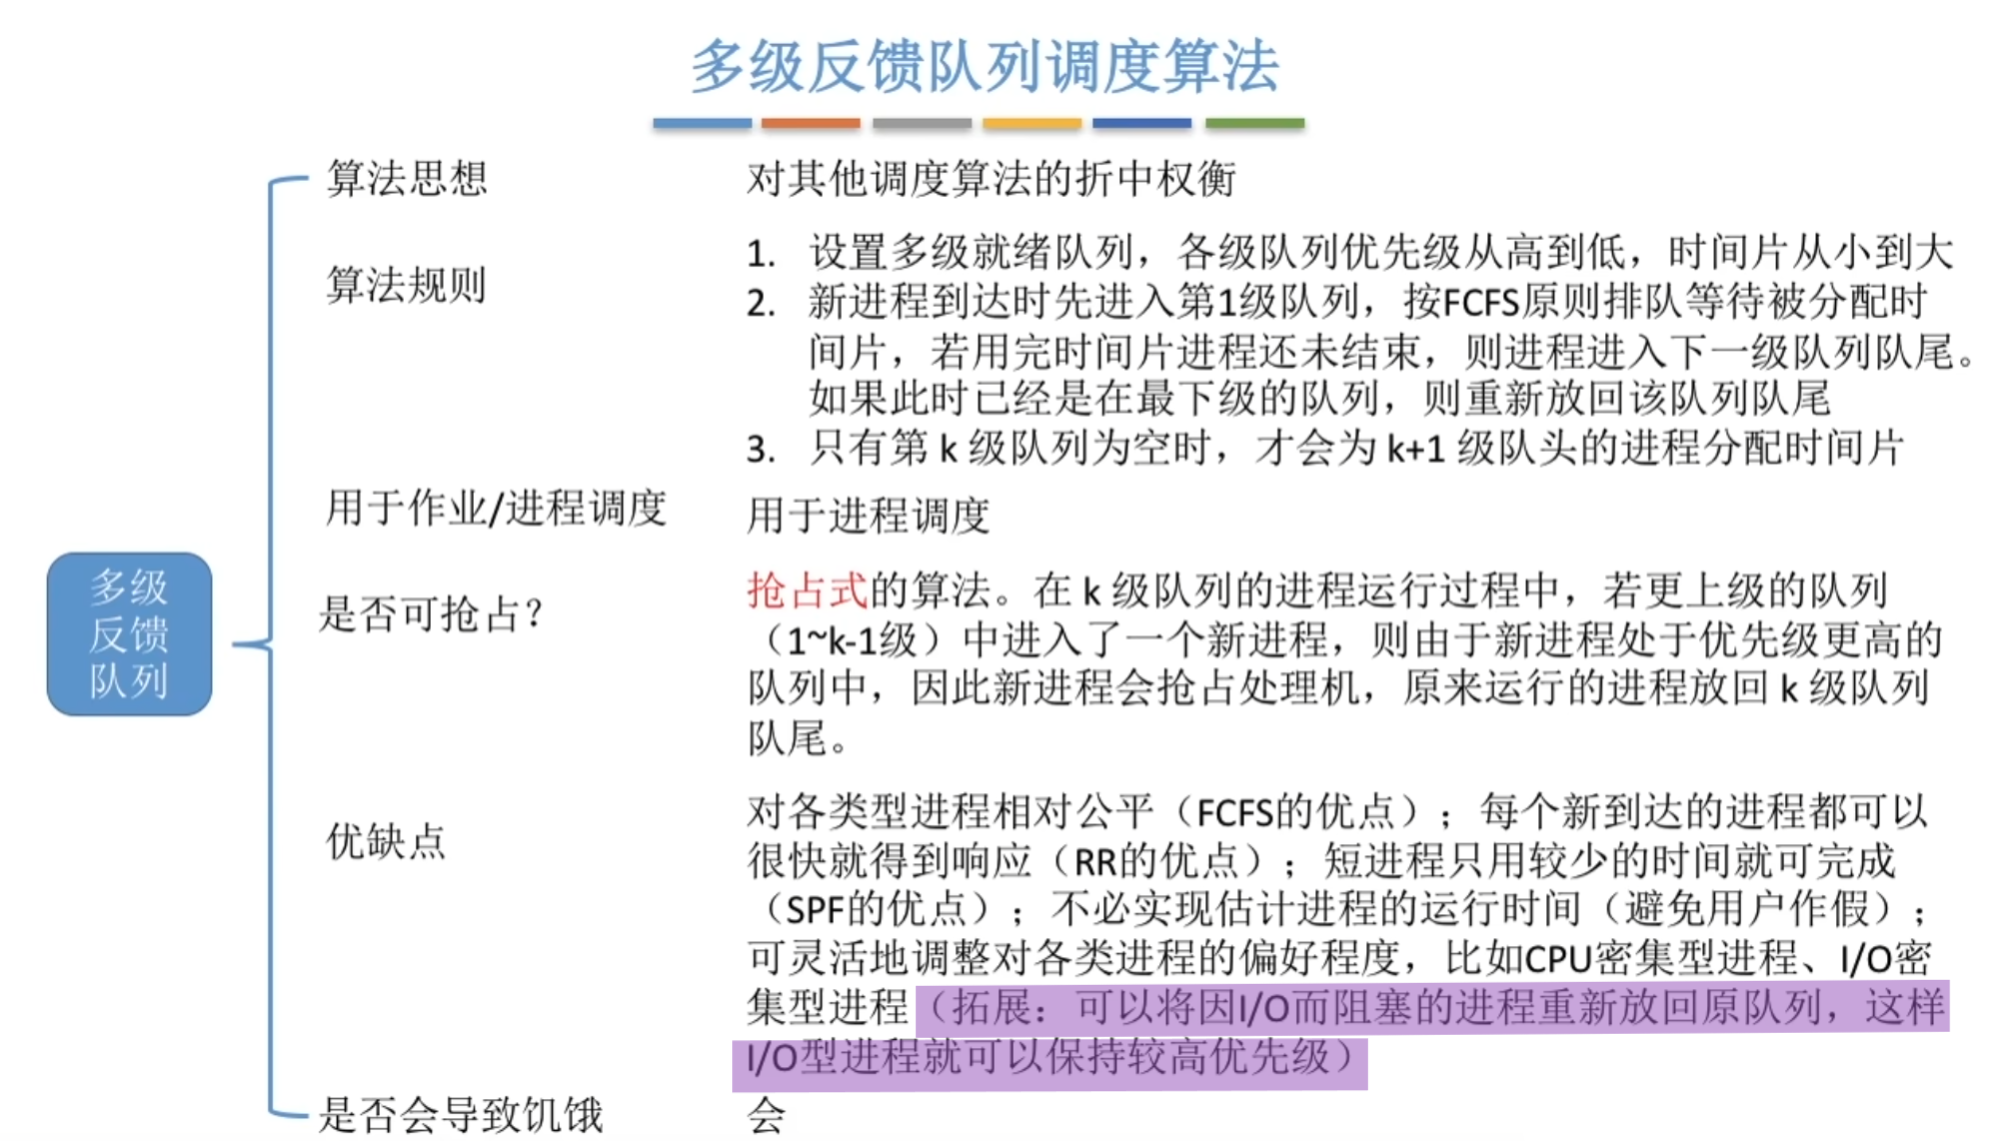 多级反馈队列调度算法
算法思想
对其他调度算法的折中权衡
算法规则
1. 设置多级就绪队列，各级队列优先级从高到低，时间片从小到大
2. 新进程到达时先进入第1级队列，按FCFS原则排队等待被分配时
间片，若用完时间片进程还未结束，则进程进入下一级队列队尾。
如果此时已经是在最下级的队列，则重新放回该队列队尾
3. 只有第 k 级队列为空时，才会为 k+1 级队头的进程分配时间片
用于作业/进程调度
用于进程调度
多级
反馈
队列
是否可抢占？
抢占式的算法。在 k 级队列的进程运行过程中，若更上级的队列
（1~k-1级）中进入了一个新进程，则由于新进程处于优先级更高的
队列中，因此新进程会抢占处理机，原来运行的进程放回 k 级队列
队尾。
优缺点
对各类型进程相对公平（FCFS的优点）；每个新到达的进程都可以
很快就得到响应（RR的优点）；短进程只用较少的时间就可完成
（SPF的优点）；不必实现估计进程的运行时间（避免用户作假）；
可灵活地调整对各类进程的偏好程度，比如CPU密集型进程、I/O密
集型进程（拓展：可以将因I/O而阻塞的进程重新放回原队列，这样
I/O型进程就可以保持较高优先级）
是否会导致饥饿
会